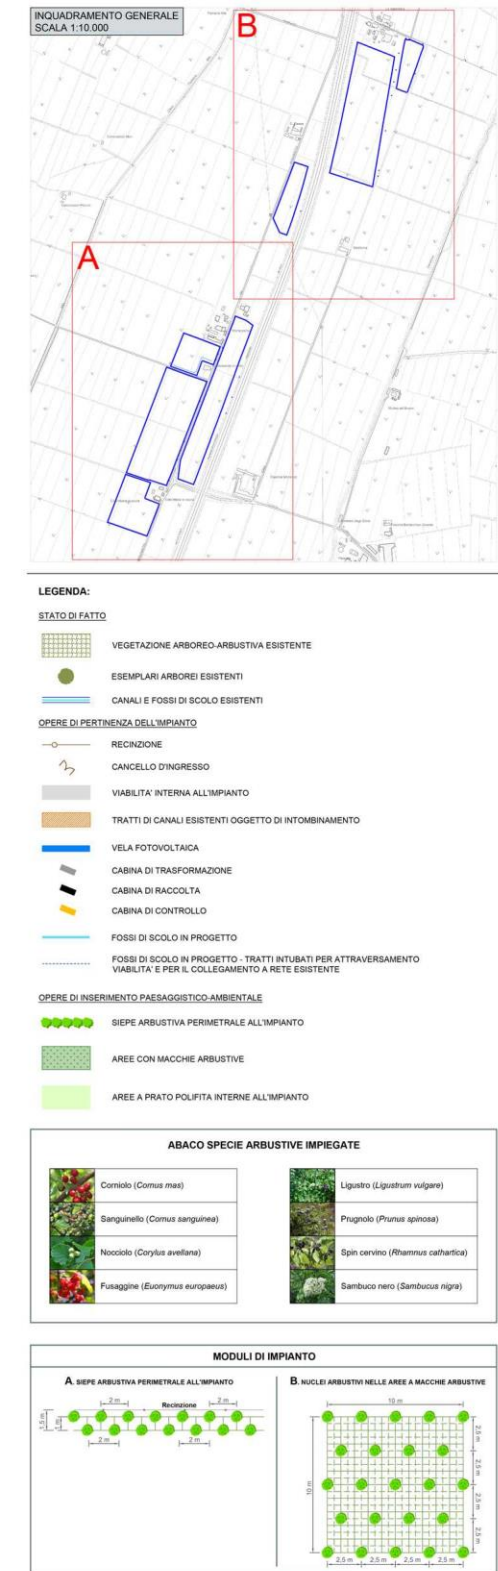 INQUADRAMENTO GENERALE
SCALA 1:10.000
B
A
LEGENDA:
STATO DI FATTO
VEGETAZIONE ARBOREO-ARBUSTIVA ESISTENTE
ESEMPLARI ARBOREI ESISTENTI
CANALI E FOSSI DI SCOLO ESISTENTI
OPERE DI PERTINENZA DELL'IMPIANTO
RECINZIONE
CANCELLO D'INGRESSO
VIABILITA' INTERNA ALL'IMPIANTO
TRATTI DI CANALI ESISTENTI OGGETTO DI INTOMBINAMENTO
VELA FOTOVOLTAICA
CABINA DI TRASFORMAZIONE
CABINA DI RACCOLTA
CABINA DI CONTROLLO
FOSSI DI SCOLO IN PROGETTO
FOSSI DI SCOLO IN PROGETTO - TRATTI INTUBATI PER ATTRAVERSAMENTO
VIABILITA' E PER IL COLLEGAMENTO A RETE ESISTENTE
OPERE DI INSERIMENTO PAESAGGISTICO-AMBIENTALE
SIEPE ARBUSTIVA PERIMETRALE ALL'IMPIANTO
AREE CON MACCHIE ARBUSTIVE
AREE A PRATO POLIFITA INTERNE ALL'IMPIANTO
ABACO SPECIE ARBUSTIVE IMPIEGATE
Corniolo (Cornus mas)
Sanguinello (Cornus sanguinea)
Nocciolo (Corylus avellana)
Fusaggine (Euonymus europaeus)
Ligustro (Ligustrum vulgare)
Prugnolo (Prunus spinosa)
Spin cervino (Rhamnus cathartica)
Sambuco nero (Sambucus nigra)
MODULI DI IMPIANTO
A. SIEPE ARBUSTIVA PERIMETRALE ALL'IMPIANTO
2 m
Recinzione
2 m
1,5 m
1 m
2 m
2 m
B. NUCLEI ARBUSTIVI NELLE AREE A MACCHIE ARBUSTIVE
10 m
10 m
2,5 m
2,5 m
2,5 m
2,5 m
2,5 m
2,5 m
2,5 m
2,5 m